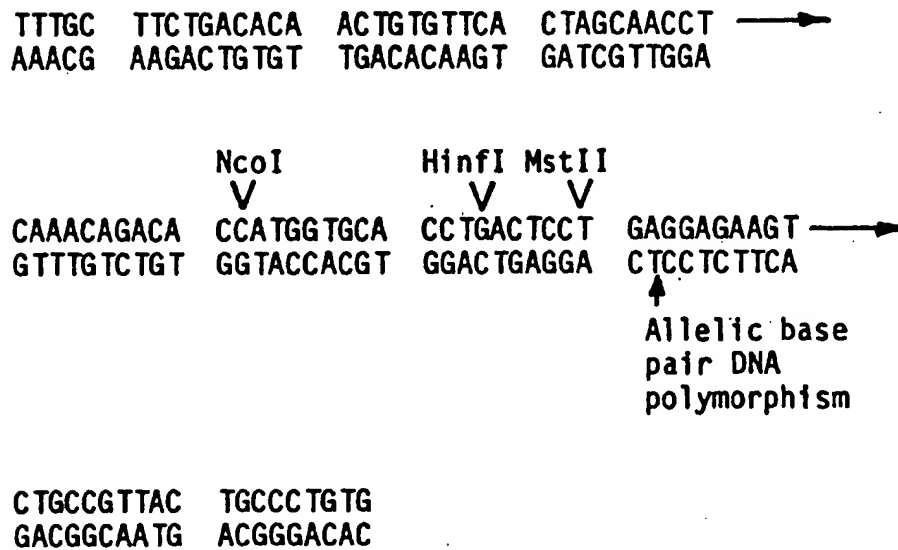 TTTGC TTCTGACACA ACTGTGTTCA CTAGCAACCT
AAACG AAGACTGTGT TGACACAAGT GATCGTTGGA
NcoI HinfI MstII
CAAACAGACA CCATGGTGCA CCTGACTCCT GAGGAGAAGT
GTTTGTCTGT GGTACCACGT GGACTGAGGA CTCCTCTTCA
Allelic base
pair DNA
polymorphism
CTGCCGTTAC TGCCCTGTG
GACGGCAATG ACGGGACAC